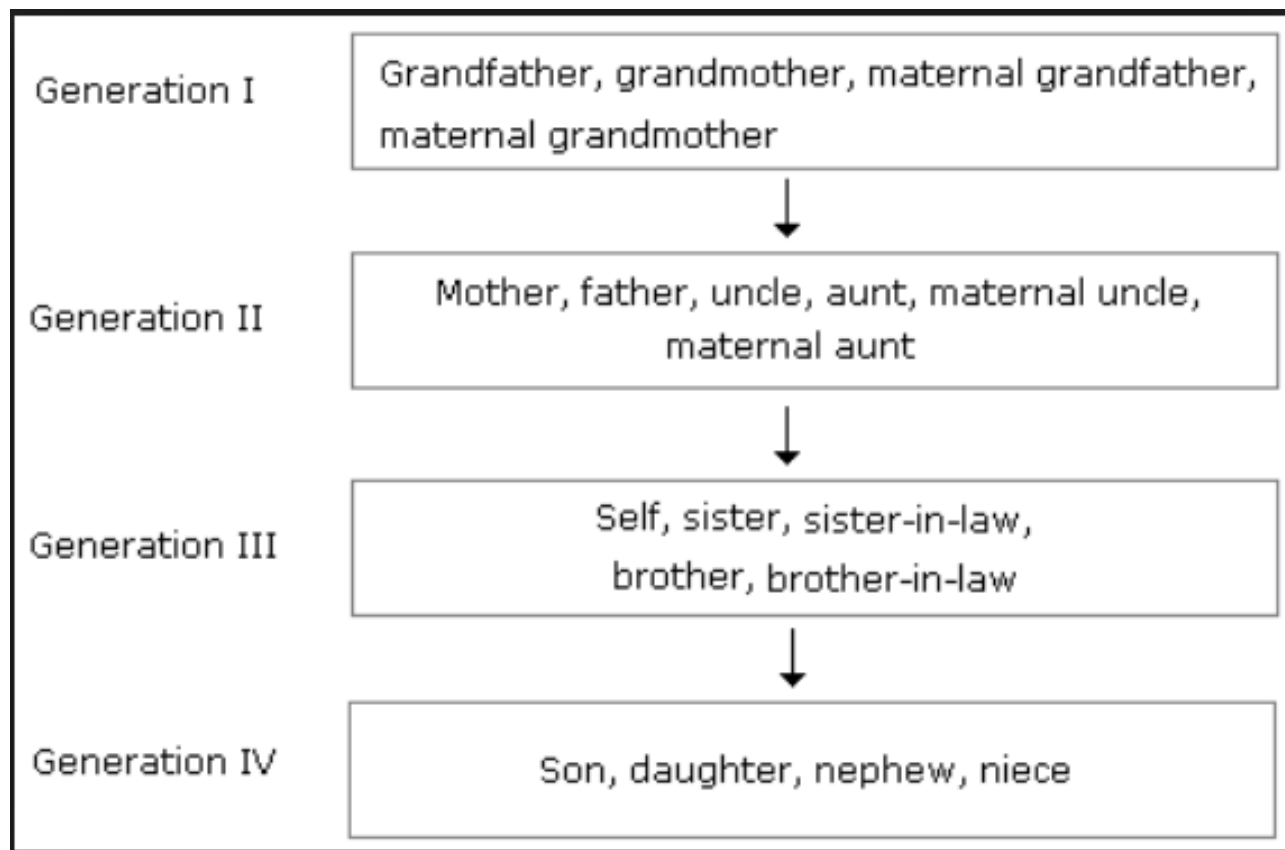 Generation I
Grandfather, grandmother, maternal grandfather,
maternal grandmother
Generation II
Mother, father, uncle, aunt, maternal uncle,
maternal aunt
Generation III
Self, sister, sister-in-law,
brother, brother-in-law
Generation IV
Son, daughter, nephew, niece